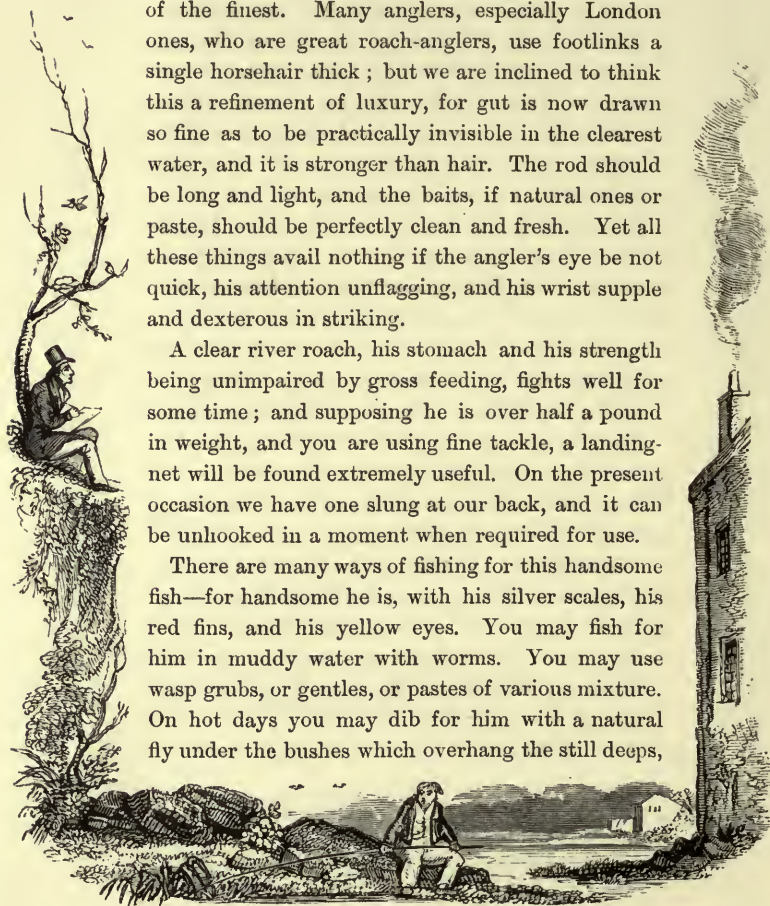 of the finest. Many anglers, especially London
ones, who are great roach-anglers, use footlinks a
single horsehair thick ; but we are inclined to think
this a refinement of luxury, for gut is now drawn
so fine as to be practically invisible in the clearest
water, and it is stronger than hair. The rod should
be long and light, and the baits, if natural ones or
paste, should be perfectly clean and fresh. Yet all
these things avail nothing if the angler's eye be not
quick, his attention unflagging, and his wrist supple
and dexterous in striking.
A clear river roach, his stomach and his strength
being unimpaired by gross feeding, fights well for
some time ; and supposing he is over half a pound
in weight, and you are using fine tackle, a landing-
net will be found extremely useful. On the present
occasion we have one slung at our back, and it can
be unhooked in a moment when required for use.
There are many ways of fishing for this handsome
fish—for handsome he is, with his silver scales, his
red fins, and his yellow eyes. You may fish for
him in muddy water with worms. You may use
wasp grubs, or gentles, or pastes of various mixture.
On hot days you may dib for him with a natural
fly under the bushes which overhang the still deeps,